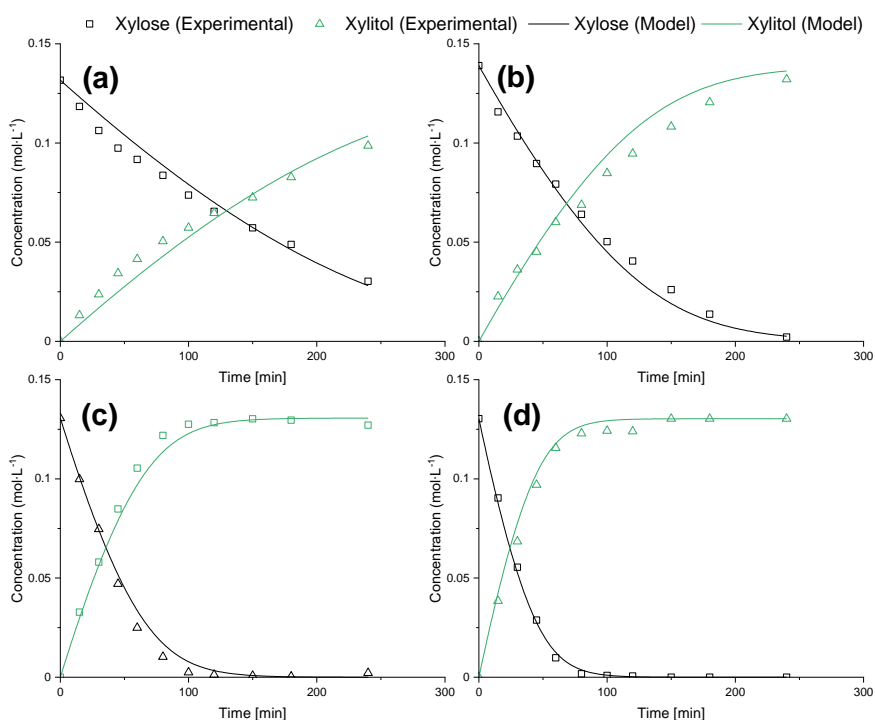 Xylose (Experimental) Xylitol (Experimental) Xylose (Model) Xylitol (Model)
(a)
0.15
0.1
0.05
0
0 100 200 300
Concentration (mol·L⁻¹)
Time [min]
(b)
0.15
0.1
0.05
0
0 100 200 300
Concentration (mol·L⁻¹)
Time [min]
(c)
0.15
0.1
0.05
0
0 100 200 300
Concentration (mol·L⁻¹)
Time [min]
(d)
0.15
0.1
0.05
0
0 100 200 300
Concentration (mol·L⁻¹)
Time [min]